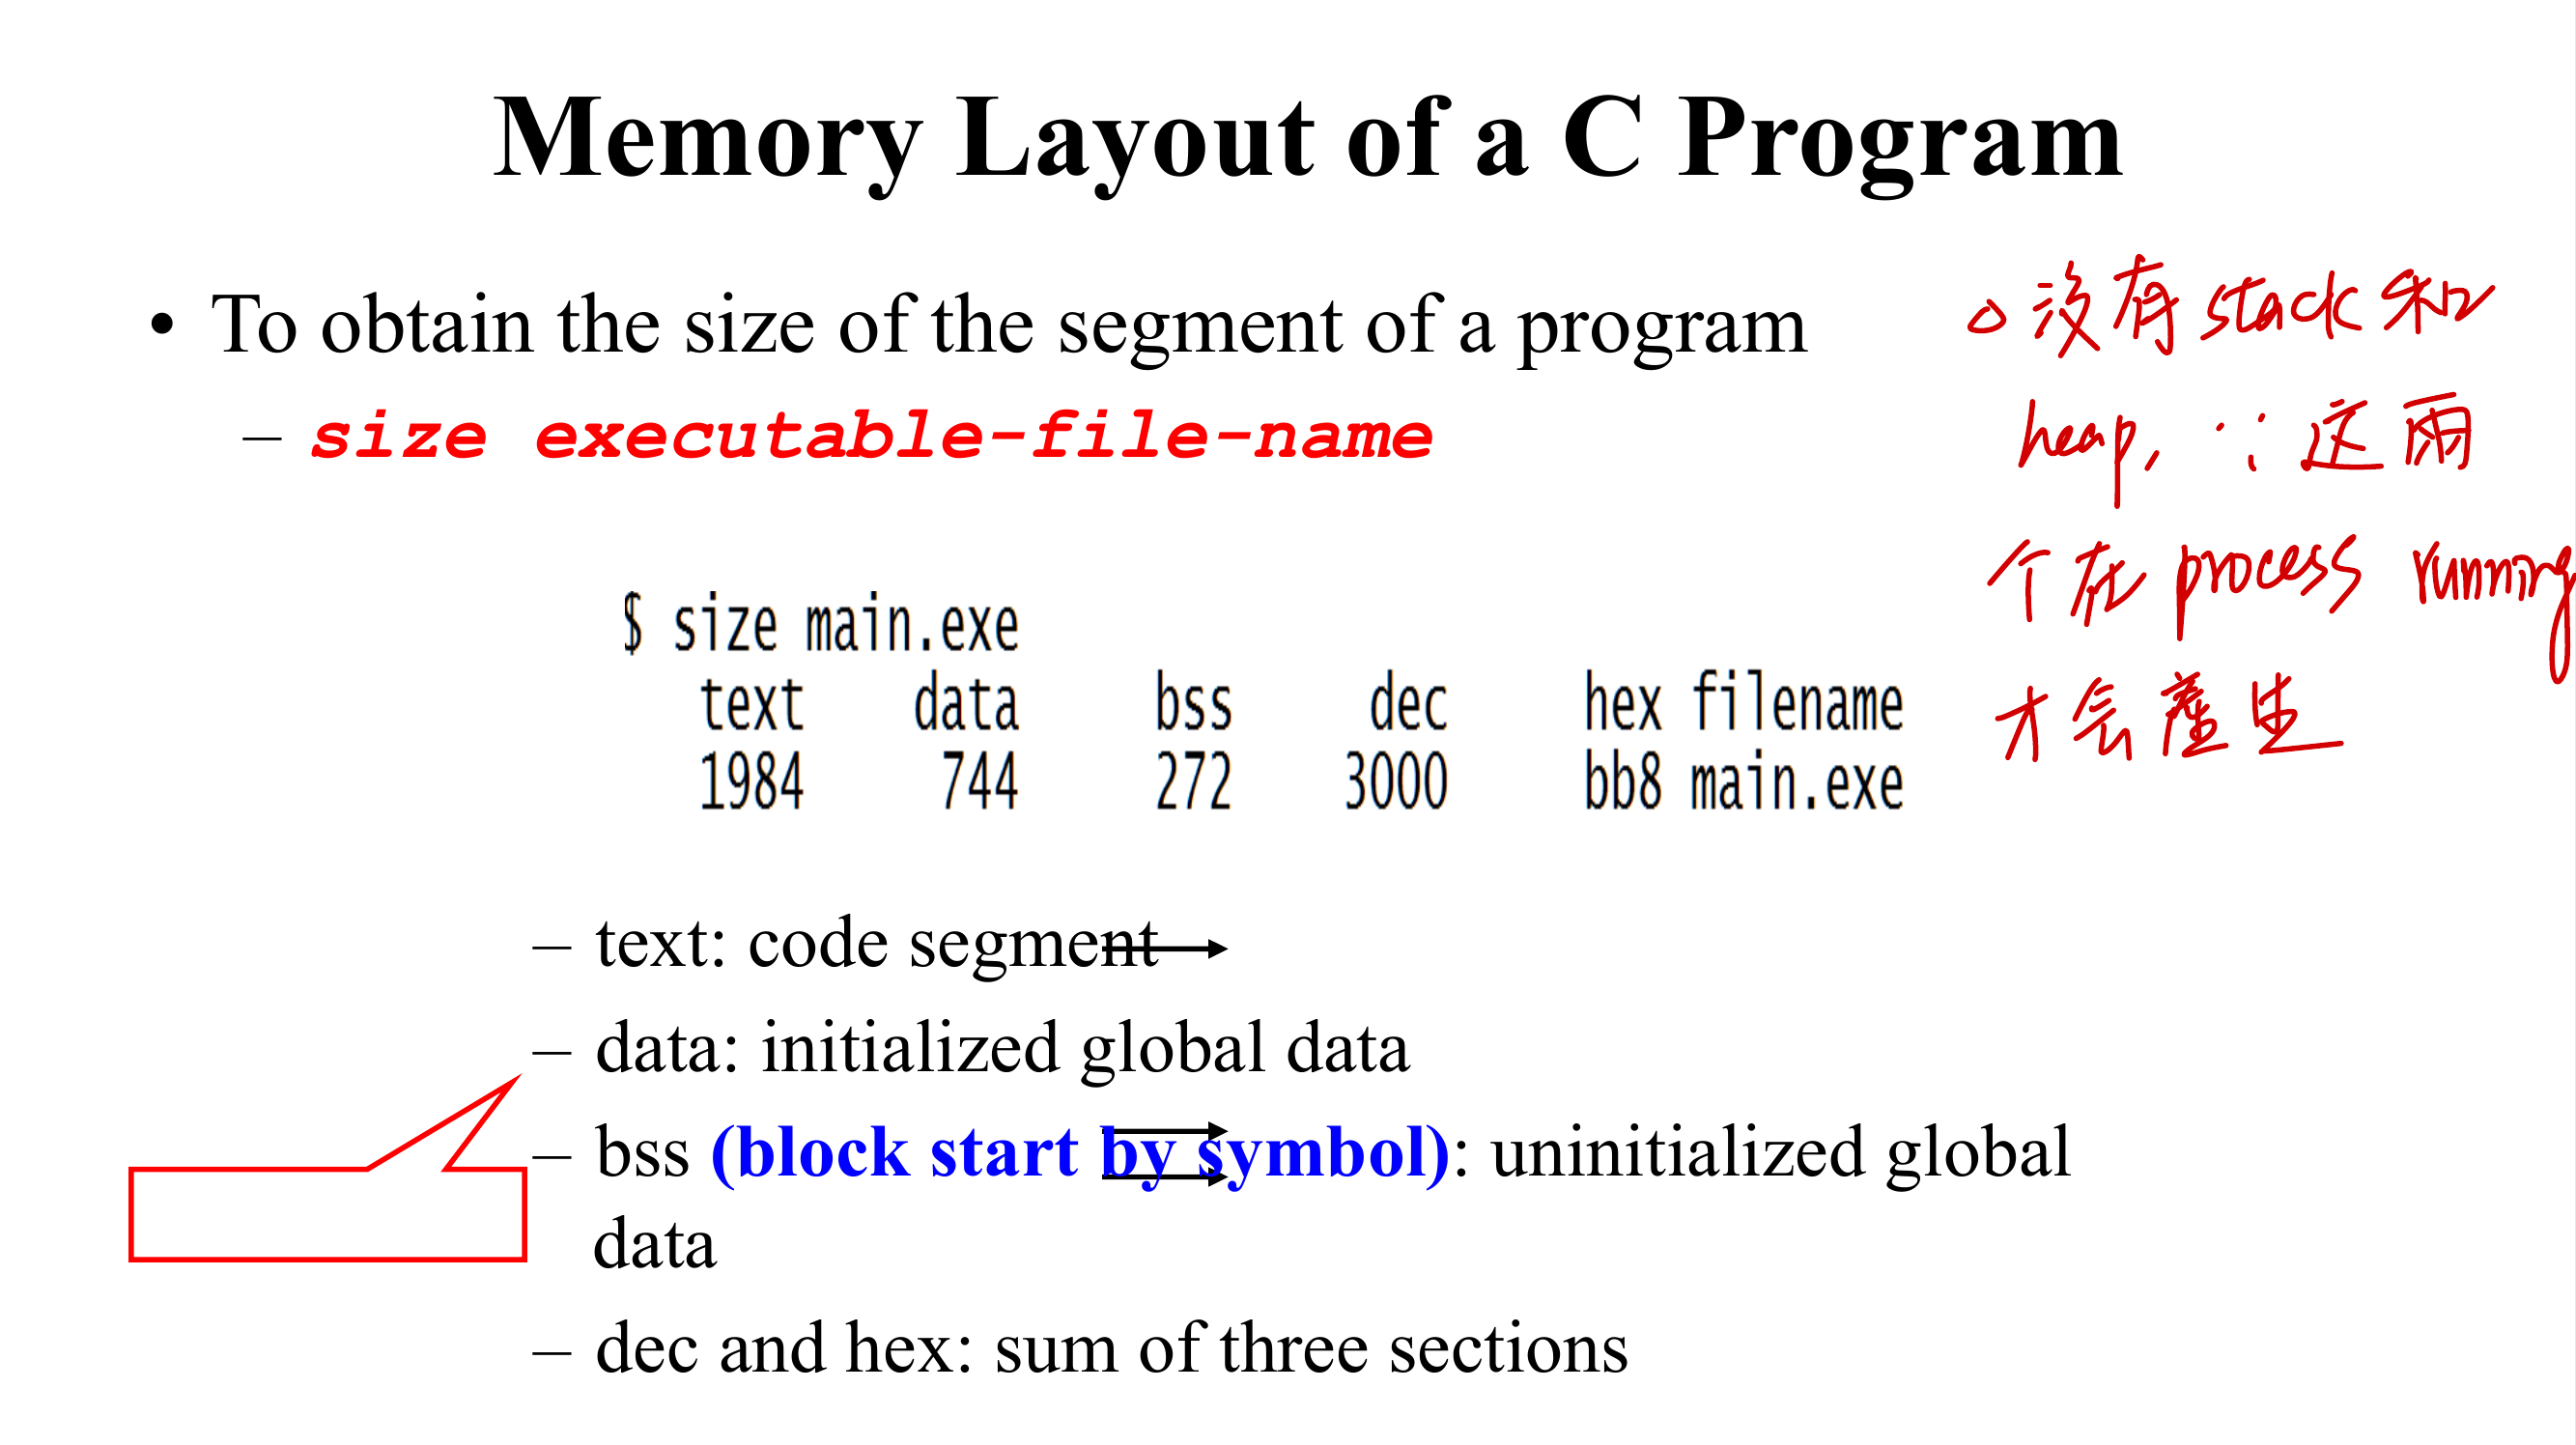 Memory Layout of a C Program
• To obtain the size of the segment of a program
– size executable-file-name
$ size main.exe
text data bss dec hex filename
1984 744 272 3000 bb8 main.exe
– text: code segment
– data: initialized global data
– bss (block start by symbol): uninitialized global
data
– dec and hex: sum of three sections
o 沒有 stack 和
heap, ∵ 这兩
个在 process running
才会產生